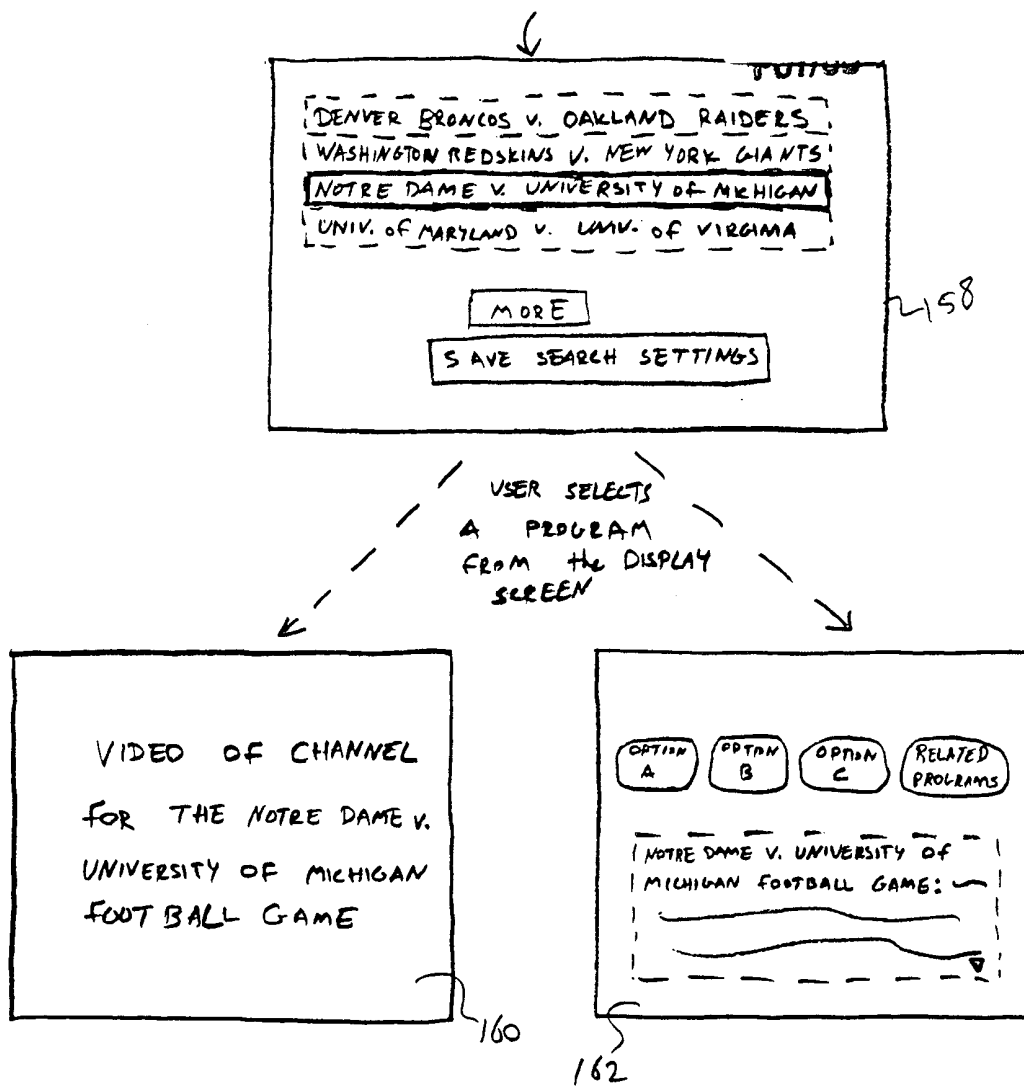 DENVER BRONCOS V. OAKLAND RAIDERS
WASHINGTON REDSKINS V. NEW YORK GIANTS
NOTRE DAME V. UNIVERSITY of MICHIGAN
UNIV. of MARYLAND V. UNIV. of VIRGINIA
MORE
SAVE SEARCH SETTINGS
158
USER SELECTS
A PROGRAM
FROM the DISPLAY
SCREEN
VIDEO OF CHANNEL
FOR THE NOTRE DAME V.
UNIVERSITY OF MICHIGAN
FOOTBALL GAME
160
OPTION
A
OPTION
B
OPTION
C
RELATED
PROGRAMS
NOTRE DAME V. UNIVERSITY OF
MICHIGAN FOOTBALL GAME:
162